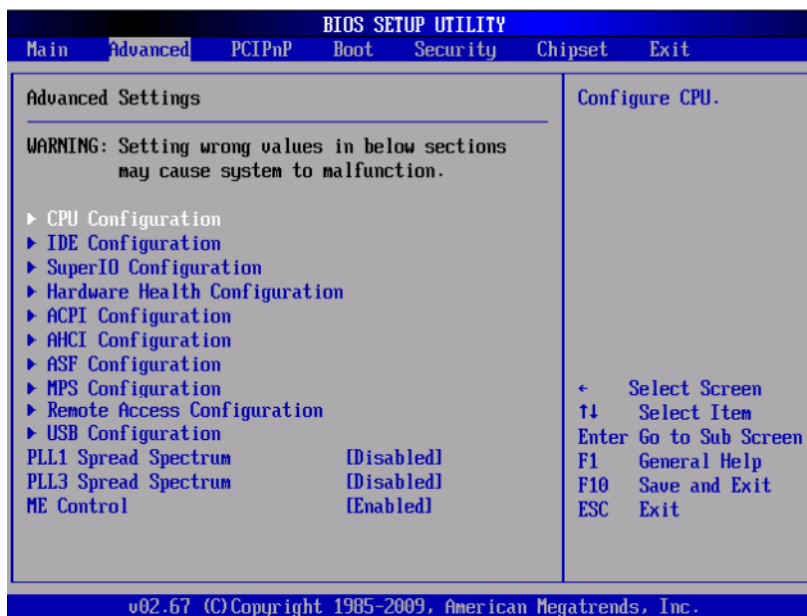 BIOS SETUP UTILITY
Main Advanced PCIPnP Boot Security Chipset Exit
Advanced Settings
WARNING: Setting wrong values in below sections
may cause system to malfunction.
▶ CPU Configuration
▶ IDE Configuration
▶ SuperIO Configuration
▶ Hardware Health Configuration
▶ ACPI Configuration
▶ AHCI Configuration
▶ ASF Configuration
▶ MPS Configuration
▶ Remote Access Configuration
▶ USB Configuration
PLL1 Spread Spectrum [Disabled]
PLL3 Spread Spectrum [Disabled]
ME Control [Enabled]
Configure CPU.
← Select Screen
↑↓ Select Item
Enter Go to Sub Screen
F1 General Help
F10 Save and Exit
ESC Exit
v02.67 (C)Copyright 1985-2009, American Megatrends, Inc.